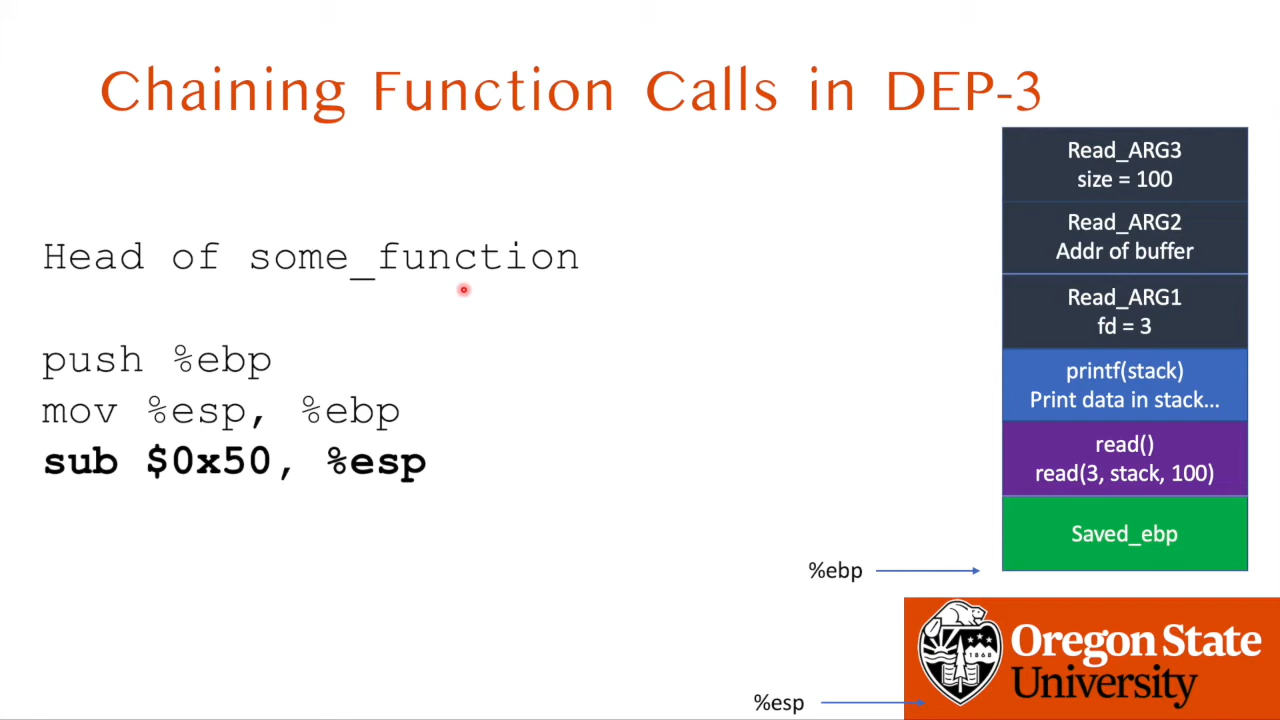 Chaining Function Calls in DEP-3
Head of some_function
push %ebp
mov %esp, %ebp
sub $0x50, %esp
Read_ARG3
size = 100
Read_ARG2
Addr of buffer
Read_ARG1
fd = 3
printf(stack)
Print data in stack...
read()
read(3, stack, 100)
Saved_ebp
%ebp
%esp
1868
Oregon State
University